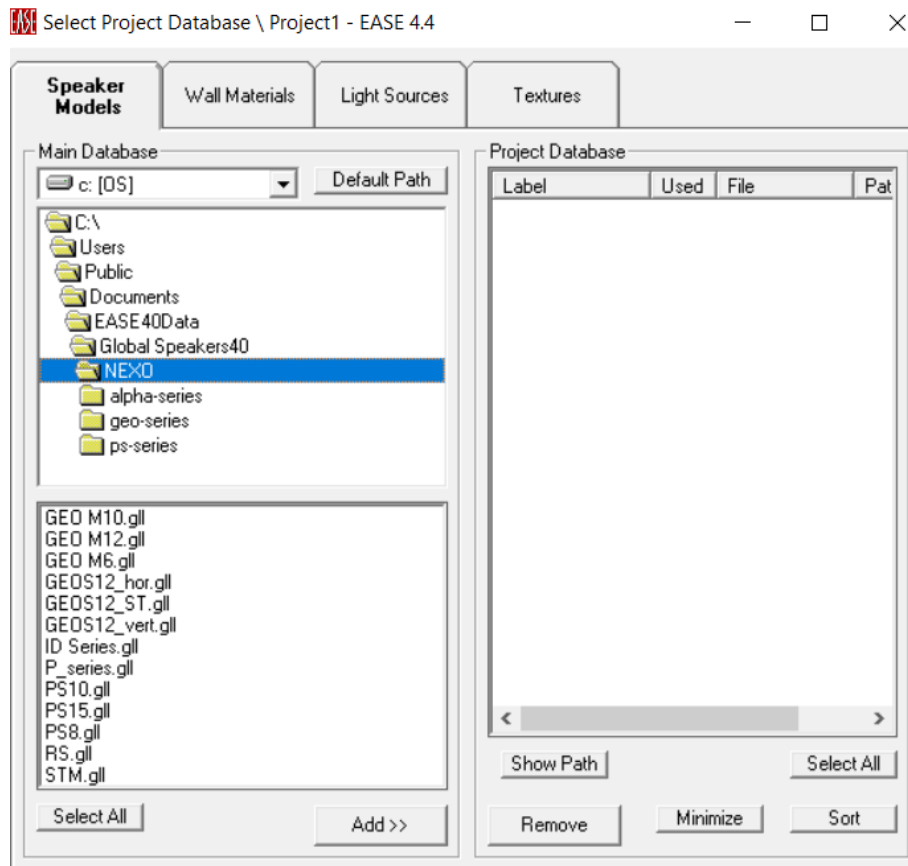 EASE Select Project Database \ Project1 - EASE 4.4
Speaker Models
Wall Materials
Light Sources
Textures
Main Database
c: [OS]
Default Path
C:\
Users
Public
Documents
EASE40Data
Global Speakers40
NEXO
alpha-series
geo-series
ps-series
GEO M10.gll
GEO M12.gll
GEO M6.gll
GEOS12_hor.gll
GEOS12_ST.gll
GEOS12_vert.gll
ID Series.gll
P_series.gll
PS10.gll
PS15.gll
PS8.gll
RS.gll
STM.gll
Select All
Add >>
Project Database
Label Used File Pat
Show Path
Select All
Remove
Minimize
Sort